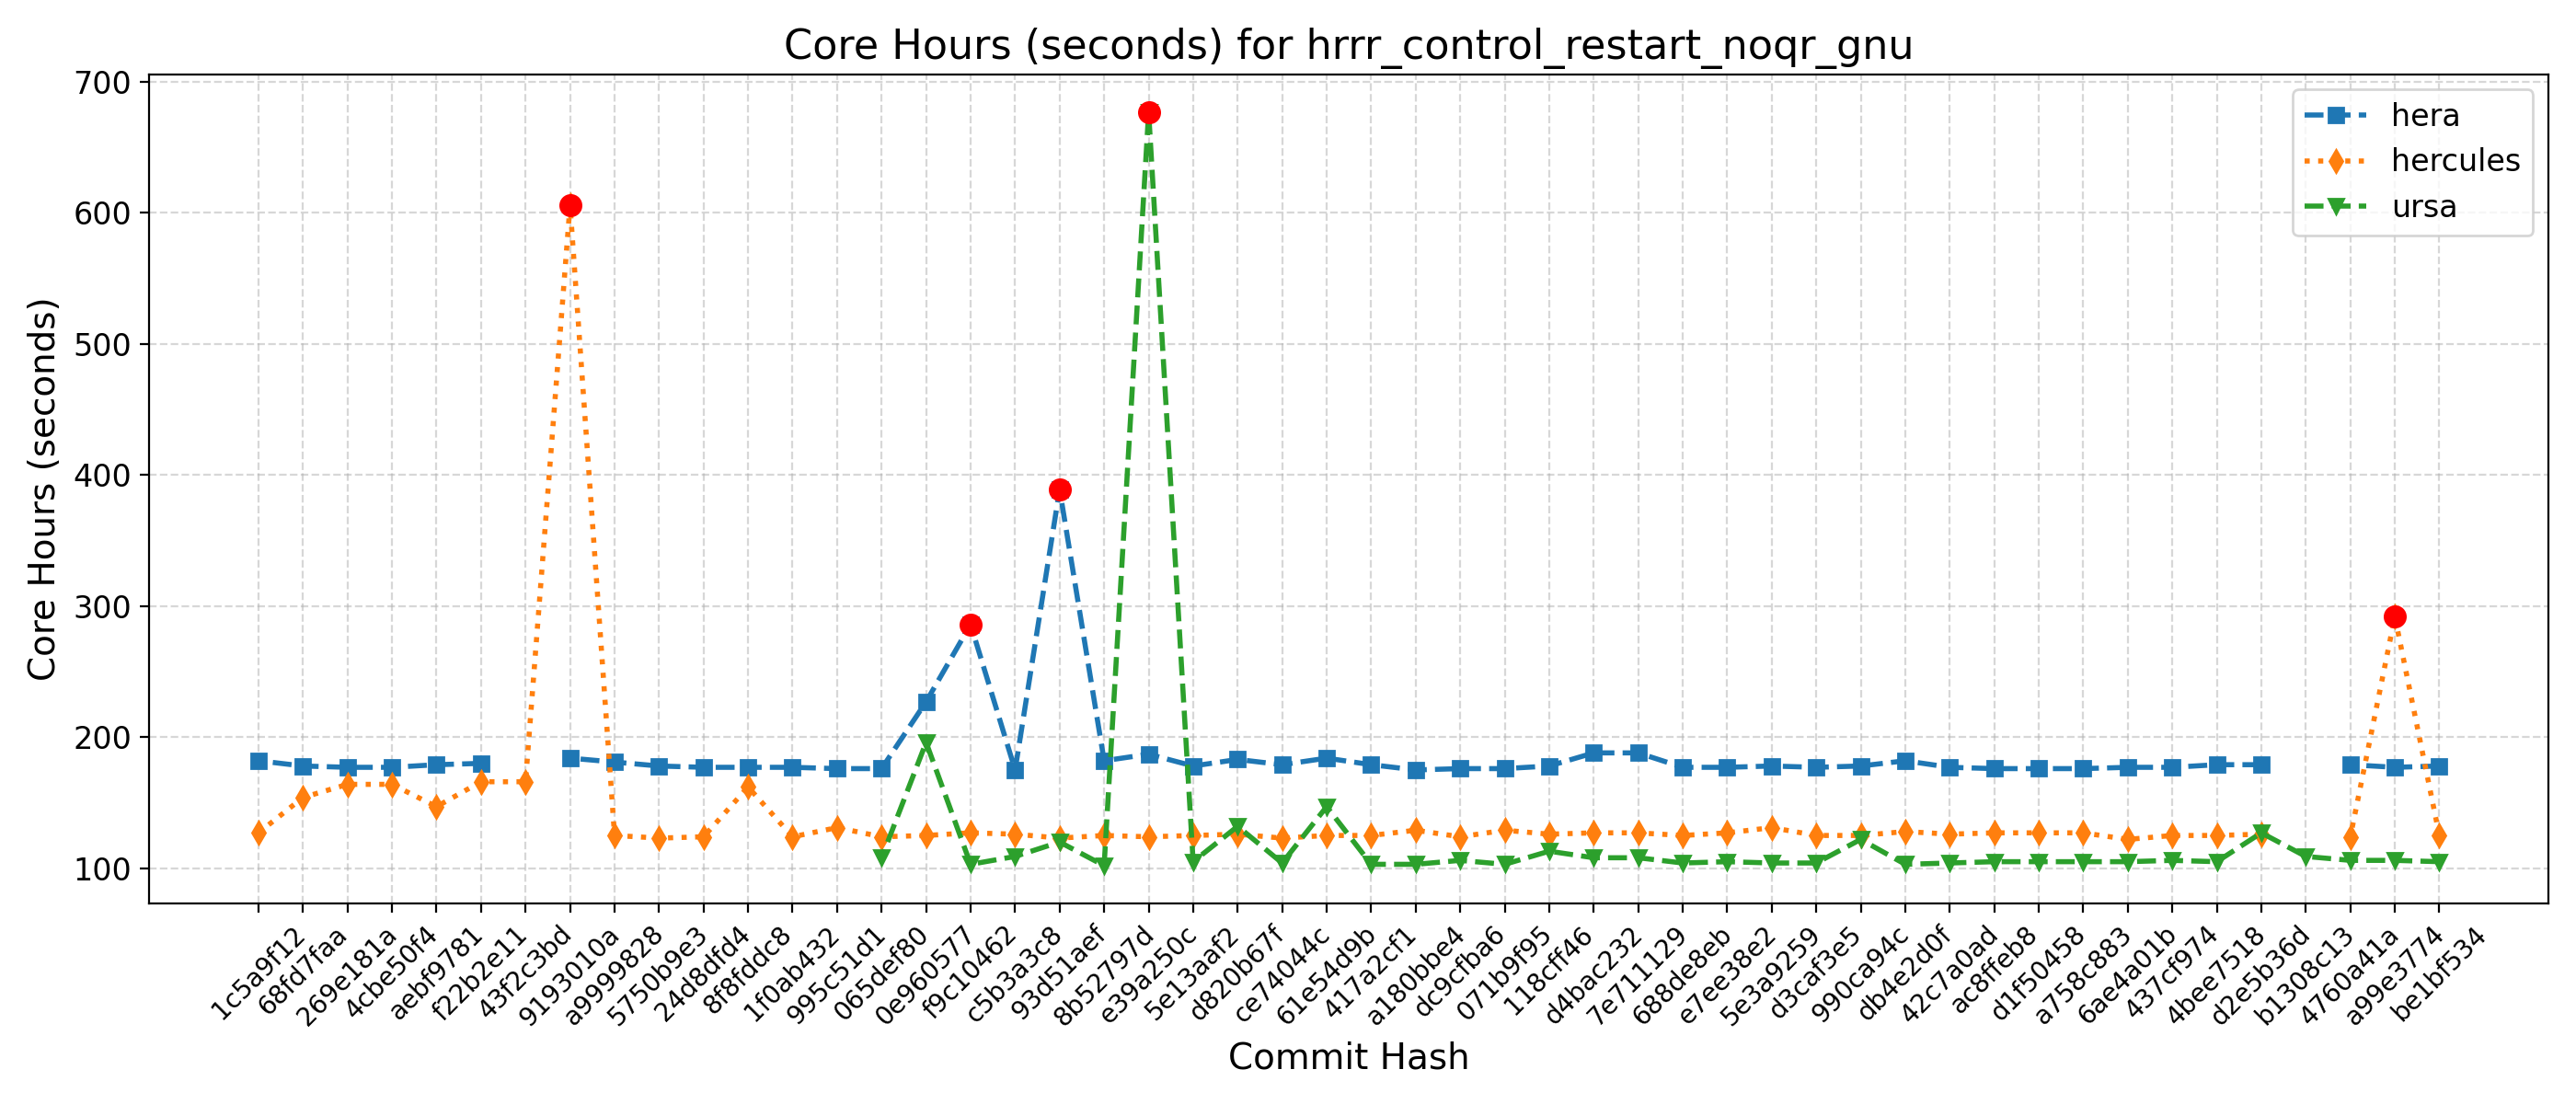 Core Hours (seconds) for hrrr_control_restart_noqr_gnu
700
600
500
400
300
200
100
Core Hours (seconds)
hera
hercules
ursa
1c5a9f12
68fd7faa
269e181a
4cbe50f4
aebf9781
f22b2e11
43f2c3bd
9193010a
a9999828
5750b9e3
24d8dfd4
8f8fddc8
1f0ab432
995c51d1
065def80
0e960577
f9c10462
c5b3a3c8
93d51aef
8b52797d
e39a250c
5e13aaf2
d820b67f
ce74044c
61e54d9b
417a2cf1
a180bbe4
dc9cfba6
071b9f95
118cff46
d4bac232
7e711129
688de8eb
e7ee38e2
5e3a9259
d3caf3e5
990ca94c
db4e2d0f
42c7a0ad
ac8ffeb8
d1f50458
a758c883
6ae4a01b
437cf974
4bee7518
d2e5b36d
b1308c13
4760a41a
a99e3774
be1bf534
Commit Hash